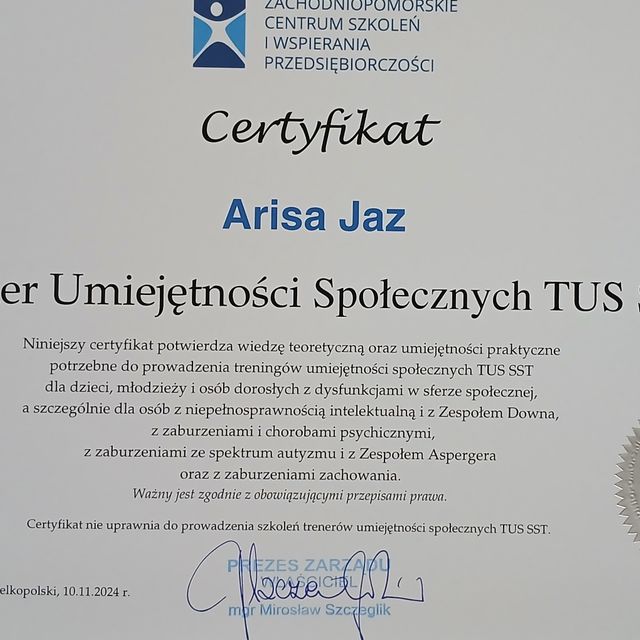 ZACHODNIOPOMORSKIE
CENTRUM SZKOLEŃ
I WSPIERANIA
PRZEDSIĘBIORCZOŚCI
Certyfikat
Arisa Jaz
er Umiejętności Społecznych TUS
Niniejszy certyfikat potwierdza wiedzę teoretyczną oraz umiejętności praktyczne
potrzebne do prowadzenia treningów umiejętności społecznych TUS SST
dla dzieci, młodzieży i osób dorosłych z dysfunkcjami w sferze społecznej,
a szczególnie dla osób z niepełnosprawnością intelektualną i z Zespołem Downa,
z zaburzeniami i chorobami psychicznymi,
z zaburzeniami ze spektrum autyzmu i z Zespołem Aspergera
oraz z zaburzeniami zachowania.
Ważny jest zgodnie z obowiązującymi przepisami prawa.
Certyfikat nie uprawnia do prowadzenia szkoleń trenerów umiejętności społecznych TUS SST.
PREZES ZARZĄDU
WŁAŚCICIEL
mgr Mirosław Szczeglik
elkopolski, 10.11.2024 r.